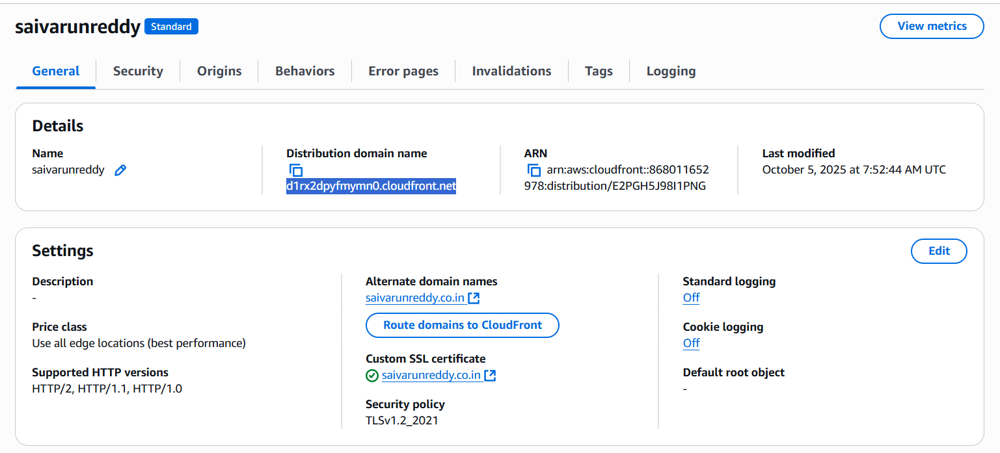 saivarunreddy Standard View metrics
General Security Origins Behaviors Error pages Invalidations Tags Logging
Details
Name
saivarunreddy
Distribution domain name
d1rx2dpyfmymn0.cloudfront.net
ARN
arn:aws:cloudfront::868011652
978:distribution/E2PGH5J98I1PNG
Last modified
October 5, 2025 at 7:52:44 AM UTC
Settings Edit
Description
-
Price class
Use all edge locations (best performance)
Supported HTTP versions
HTTP/2, HTTP/1.1, HTTP/1.0
Alternate domain names
saivarunreddy.co.in
Route domains to CloudFront
Custom SSL certificate
saivarunreddy.co.in
Security policy
TLSv1.2_2021
Standard logging
Off
Cookie logging
Off
Default root object
-